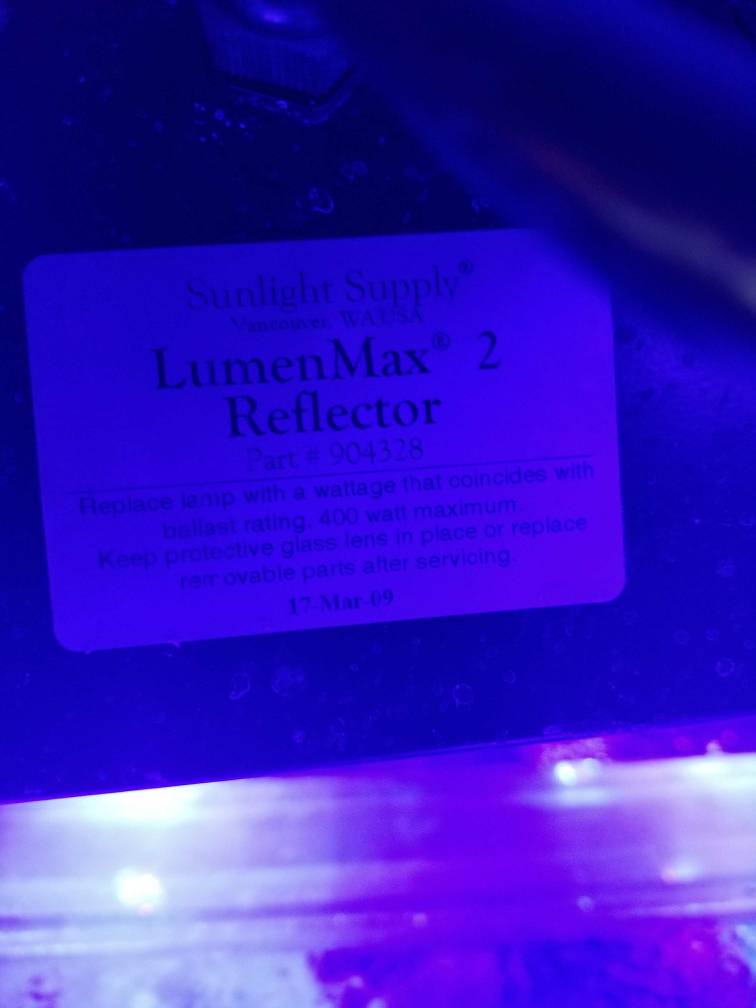 Sunlight Supply®
Vancouver, WA USA
LumenMax® 2
Reflector
Part # 904328
Replace lamp with a wattage that coincides with
ballast rating. 400 watt maximum.
Keep protective glass lens in place or replace
removable parts after servicing.
17-Mar-09